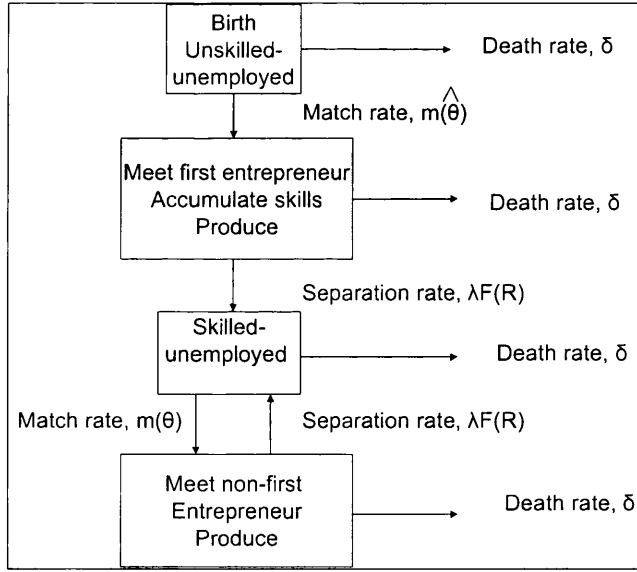 Birth
Unskilled-
unemployed
Death rate, δ
Match rate, m(θ̂)
Meet first entrepreneur
Accumulate skills
Produce
Death rate, δ
Separation rate, λF(R)
Skilled-
unemployed
Death rate, δ
Match rate, m(θ)
Separation rate, λF(R)
Meet non-first
Entrepreneur
Produce
Death rate, δ